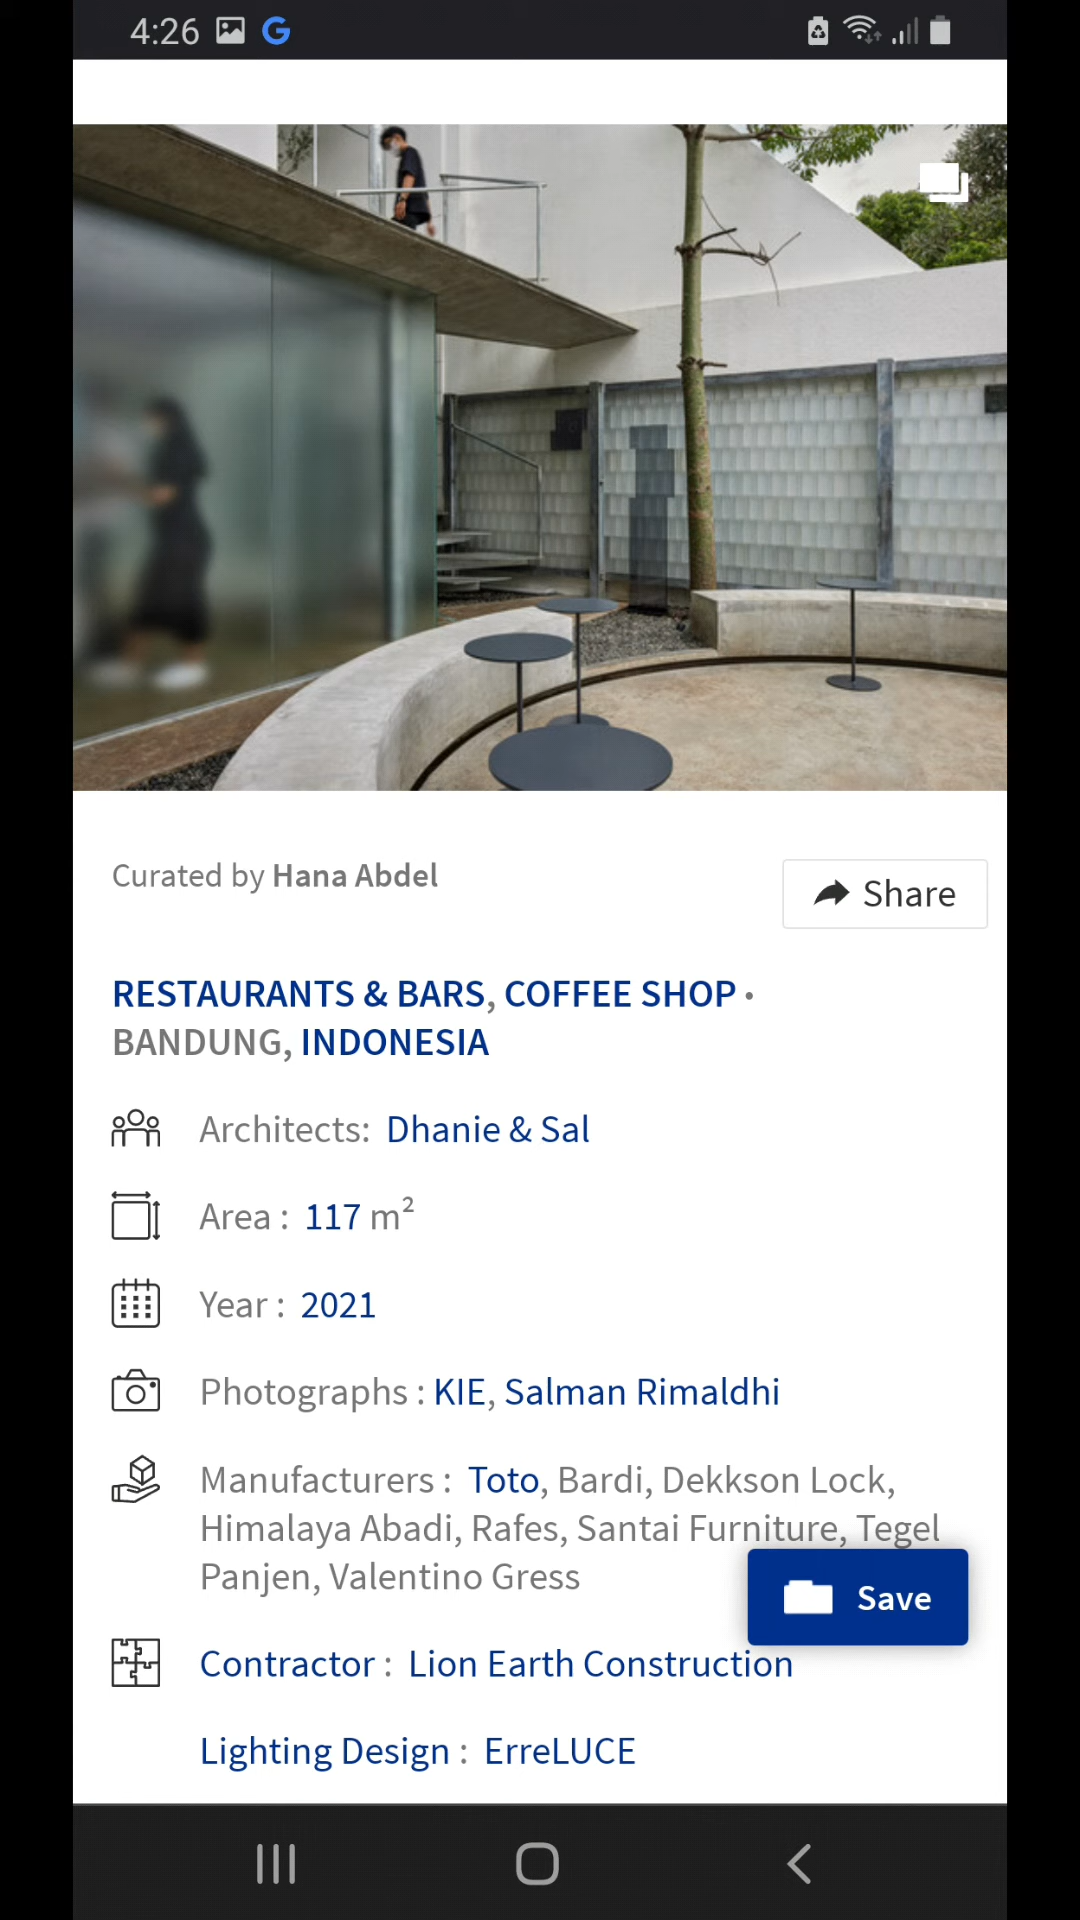 4:26
Curated by Hana Abdel
Share
RESTAURANTS & BARS, COFFEE SHOP •
BANDUNG, INDONESIA
Architects: Dhanie & Sal
Area : 117 m²
Year : 2021
Photographs : KIE, Salman Rimaldhi
Manufacturers : Toto, Bardi, Dekkson Lock,
Himalaya Abadi, Rafes, Santai Furniture, Tegel
Panjen, Valentino Gress
Save
Contractor : Lion Earth Construction
Lighting Design : ErreLUCE